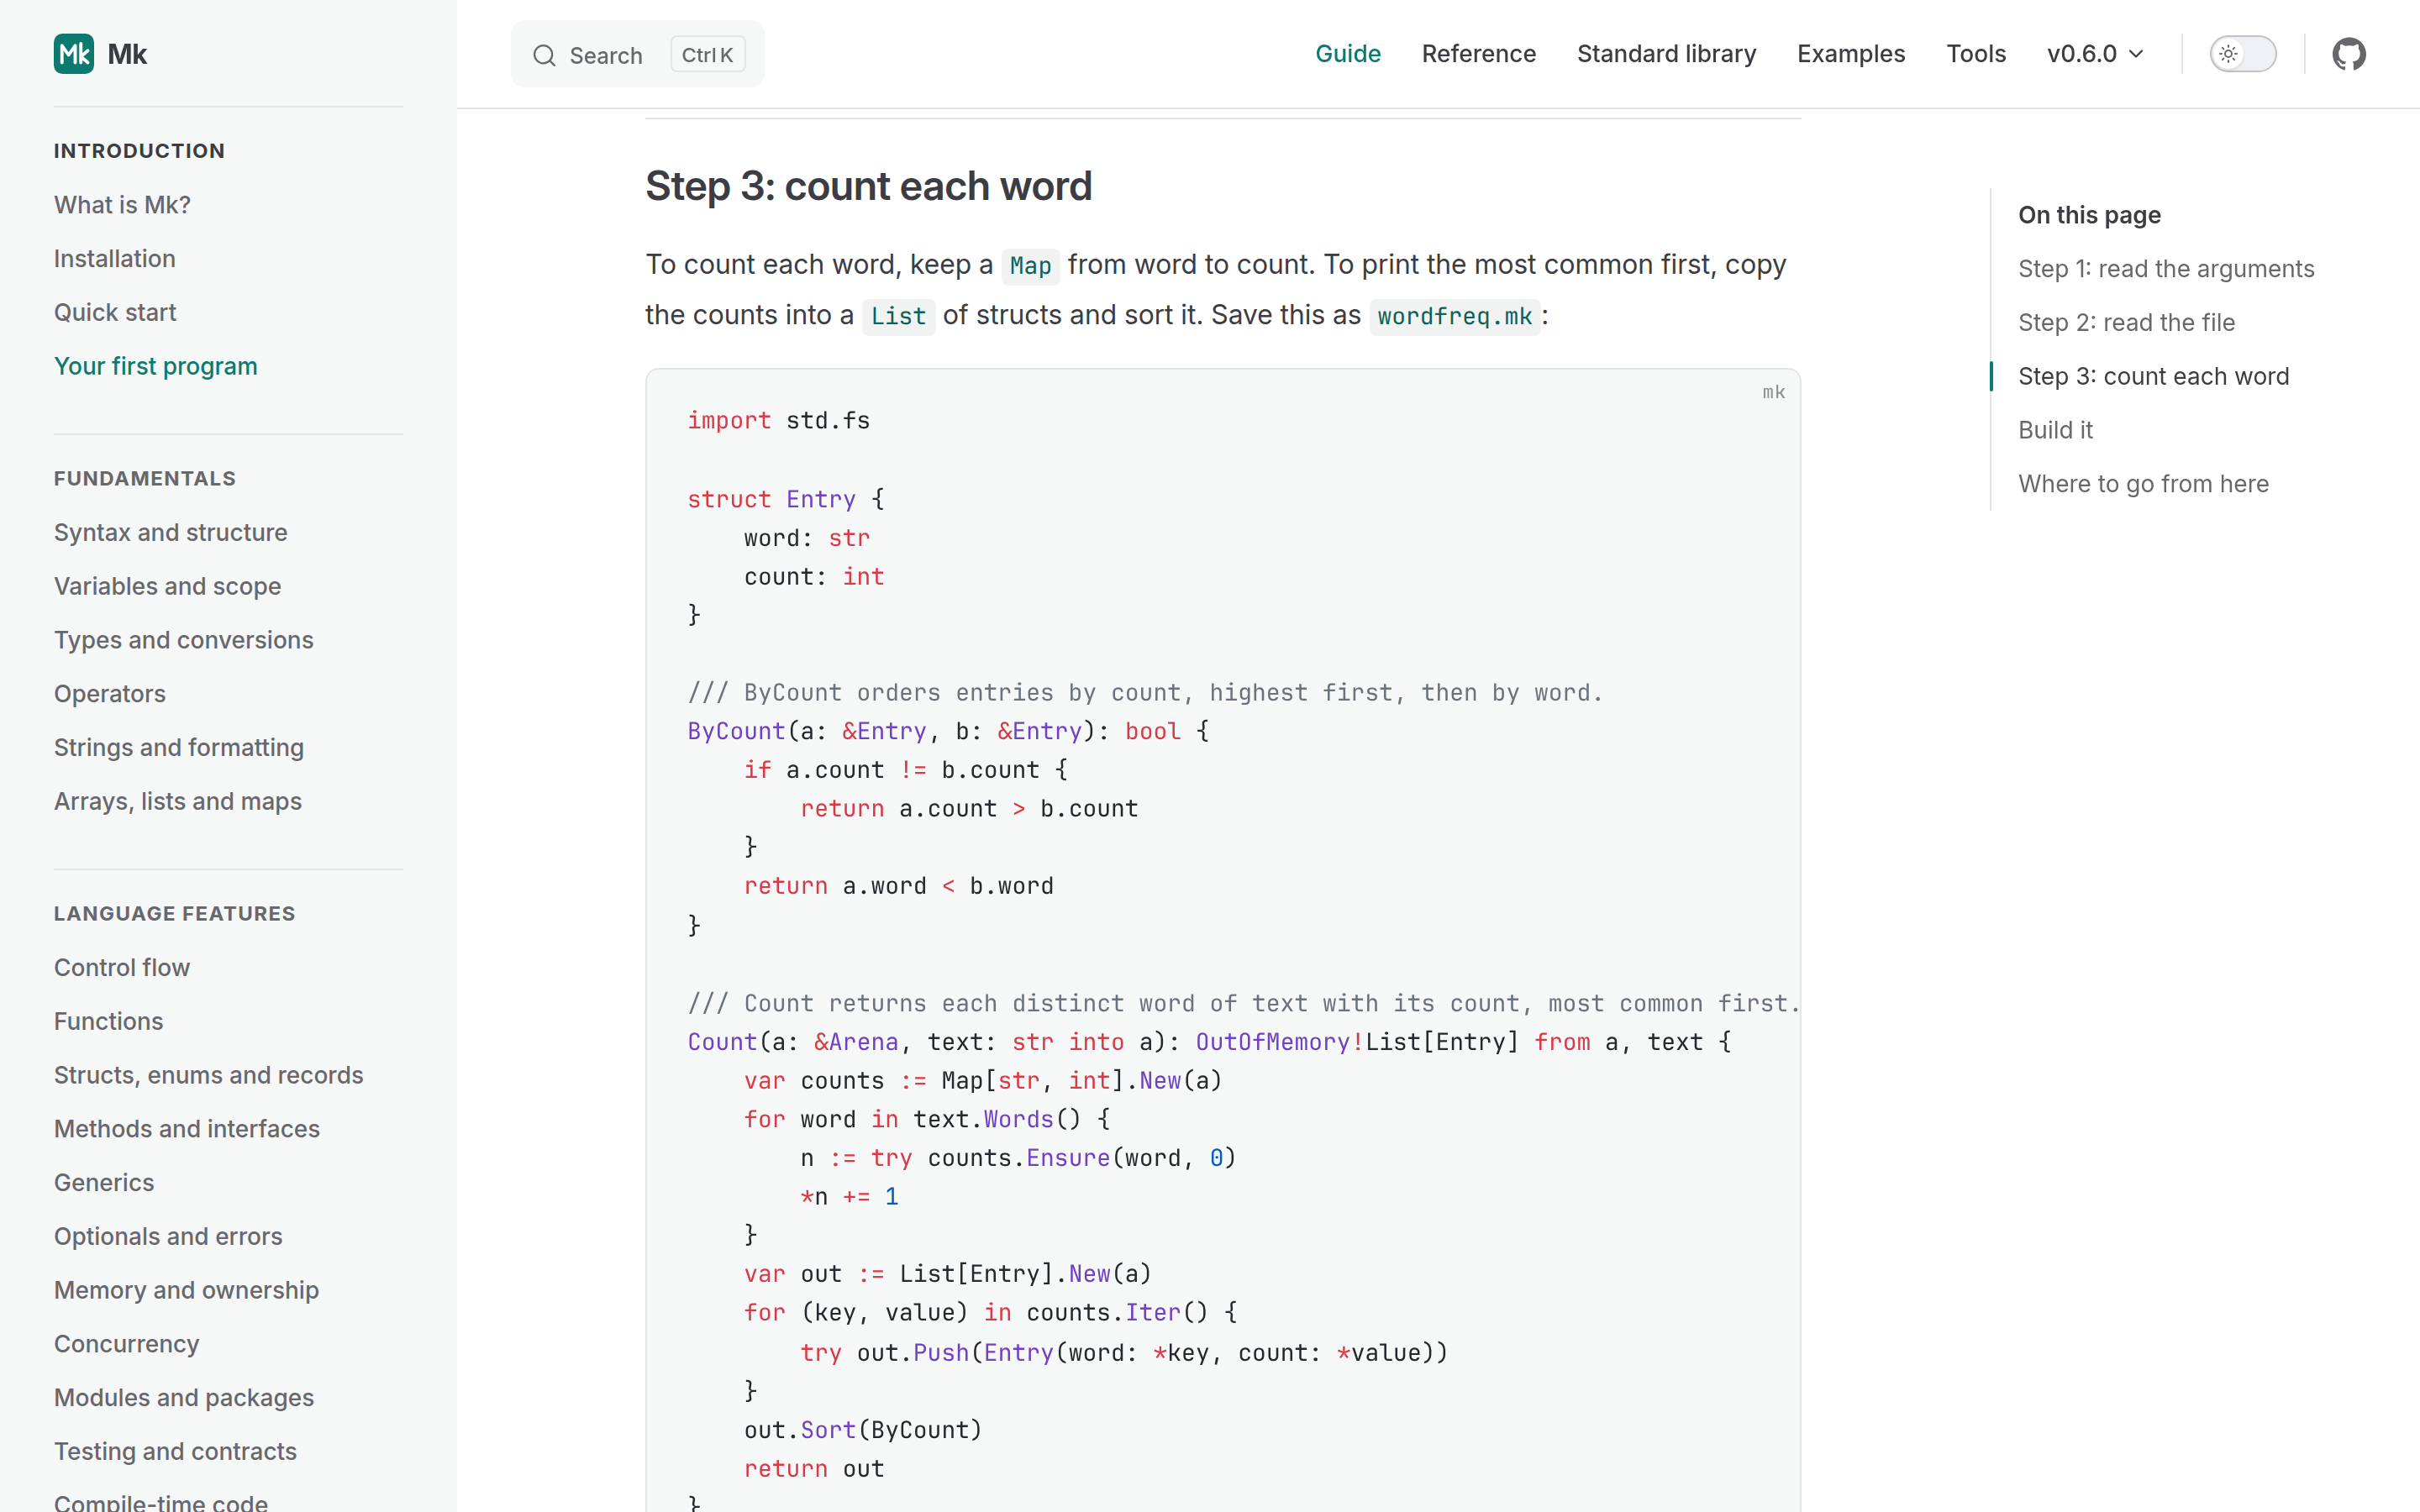 Mk Mk
Search Ctrl K
Guide Reference Standard library Examples Tools v0.6.0
INTRODUCTION
What is Mk?
Installation
Quick start
Your first program
FUNDAMENTALS
Syntax and structure
Variables and scope
Types and conversions
Operators
Strings and formatting
Arrays, lists and maps
LANGUAGE FEATURES
Control flow
Functions
Structs, enums and records
Methods and interfaces
Generics
Optionals and errors
Memory and ownership
Concurrency
Modules and packages
Testing and contracts
Compile-time code
Step 3: count each word
To count each word, keep a Map from word to count. To print the most common first, copy
the counts into a List of structs and sort it. Save this as wordfreq.mk:
mk
import std.fs
struct Entry {
    word: str
    count: int
}
/// ByCount orders entries by count, highest first, then by word.
ByCount(a: &Entry, b: &Entry): bool {
    if a.count != b.count {
        return a.count > b.count
    }
    return a.word < b.word
}
/// Count returns each distinct word of text with its count, most common first.
Count(a: &Arena, text: str into a): OutOfMemory!List[Entry] from a, text {
    var counts := Map[str, int].New(a)
    for word in text.Words() {
        n := try counts.Ensure(word, 0)
        *n += 1
    }
    var out := List[Entry].New(a)
    for (key, value) in counts.Iter() {
        try out.Push(Entry(word: *key, count: *value))
    }
    out.Sort(ByCount)
    return out
}
On this page
Step 1: read the arguments
Step 2: read the file
Step 3: count each word
Build it
Where to go from here